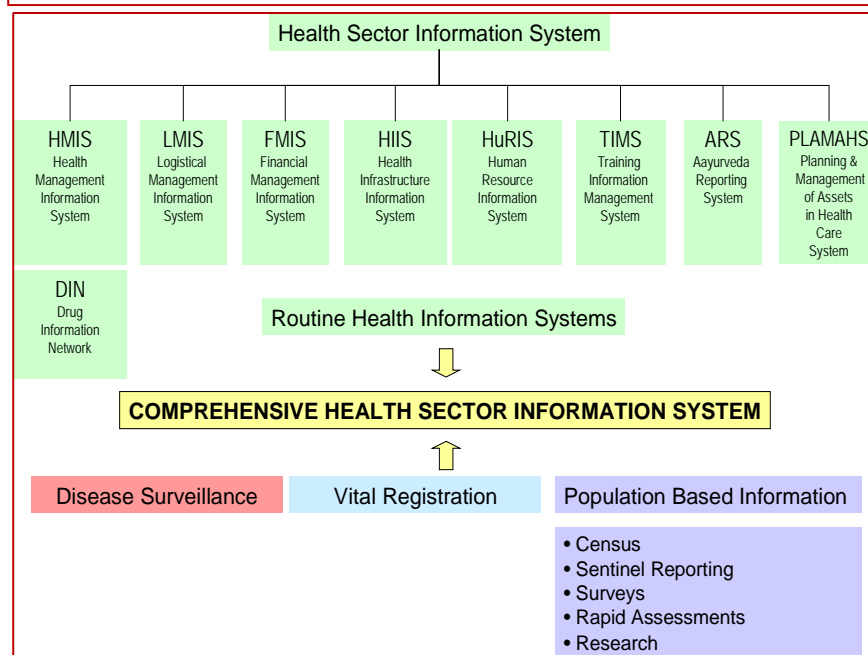 Health Sector Information System
HMIS
Health
Management
Information
System
LMIS
Logistical
Management
Information
System
FMIS
Financial
Management
Information
System
HIIS
Health
Infrastructure
Information
System
HuRIS
Human
Resource
Information
System
TIMS
Training
Information
Management
System
ARS
Aayurveda
Reporting
System
PLAMAHS
Planning &
Management
of Assets
in Health
Care
System
DIN
Drug
Information
Network
Routine Health Information Systems
COMPREHENSIVE HEALTH SECTOR INFORMATION SYSTEM
Disease Surveillance
Vital Registration
Population Based Information
• Census
• Sentinel Reporting
• Surveys
• Rapid Assessments
• Research